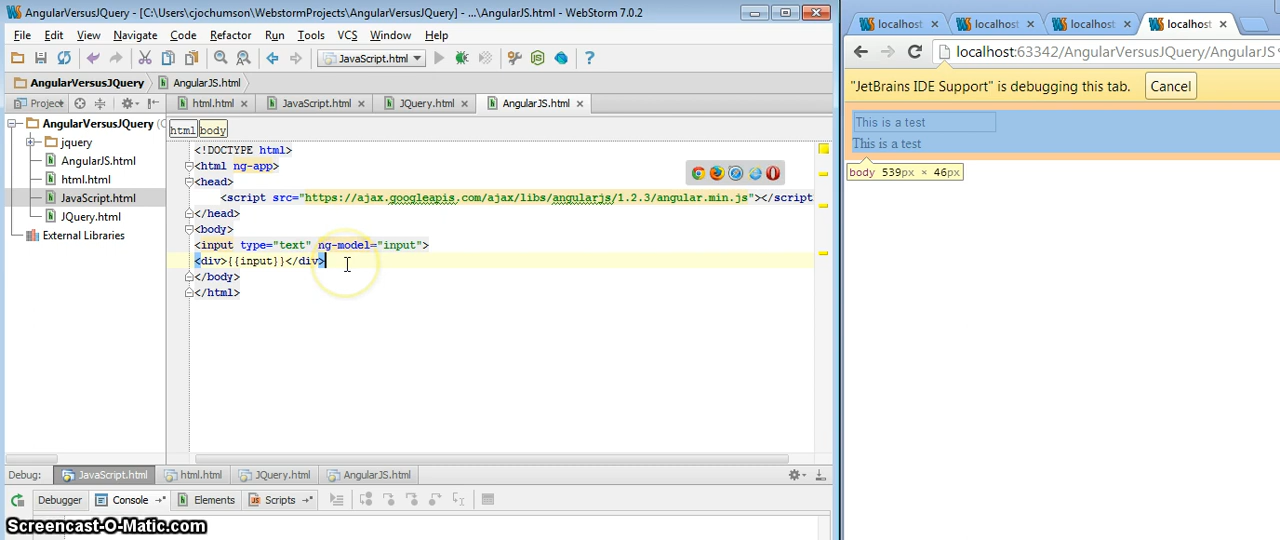 AngularVersusJQuery - [C:\Users\cjochumson\WebstormProjects\AngularVersusJQuery] - ...\AngularJS.html - WebStorm 7.0.2
File Edit View Navigate Code Refactor Run Tools VCS Window Help
JavaScript.html
AngularVersusJQuery AngularJS.html
Project html.html JavaScript.html JQuery.html AngularJS.html
AngularVersusJQuery (C
jquery
AngularJS.html
html.html
JavaScript.html
JQuery.html
External Libraries
html body
<!DOCTYPE html>
<html ng-app>
<head>
<script src="https://ajax.googleapis.com/ajax/libs/angularjs/1.2.3/angular.min.js"></script
</head>
<body>
<input type="text" ng-model="input">
<div>{{input}}</div>
</body>
</html>
Debug: JavaScript.html html.html JQuery.html AngularJS.html
Debugger Console Elements Scripts
Screencast-O-Matic.com
localhost localhost localhost localhost
localhost:63342/AngularVersusJQuery/AngularJS
"JetBrains IDE Support" is debugging this tab. Cancel
This is a test
This is a test
body 539px × 46px